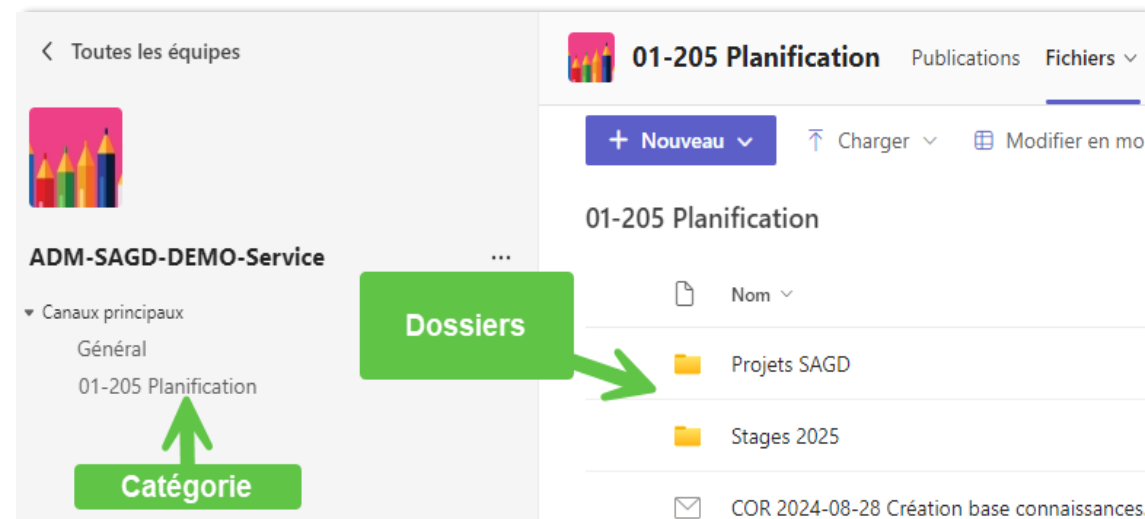 Toutes les équipes
ADM-SAGD-DEMO-Service
Canaux principaux
Général
01-205 Planification
Catégorie
01-205 Planification Publications Fichiers
+ Nouveau Charger Modifier en mo
01-205 Planification
Nom
Dossiers
Projets SAGD
Stages 2025
COR 2024-08-28 Création base connaissances